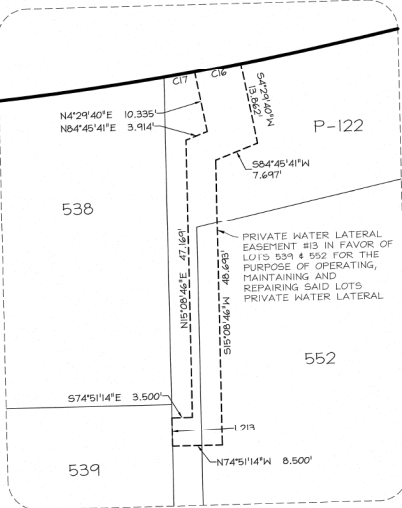 C17
C16
S4°29'40"W
13.862'
N4°29'40"E 10.335'
N84°45'41"E 3.914'
P-122
S84°45'41"W
7.697'
538
N15°08'46"E 47.169'
S15°08'46"W 48.693'
PRIVATE WATER LATERAL
EASEMENT #13 IN FAVOR OF
LOTS 539 & 552 FOR THE
PURPOSE OF OPERATING,
MAINTAINING AND
REPAIRING SAID LOTS
PRIVATE WATER LATERAL
552
S74°51'14"E 3.500'
1.213
N74°51'14"W 8.500'
539